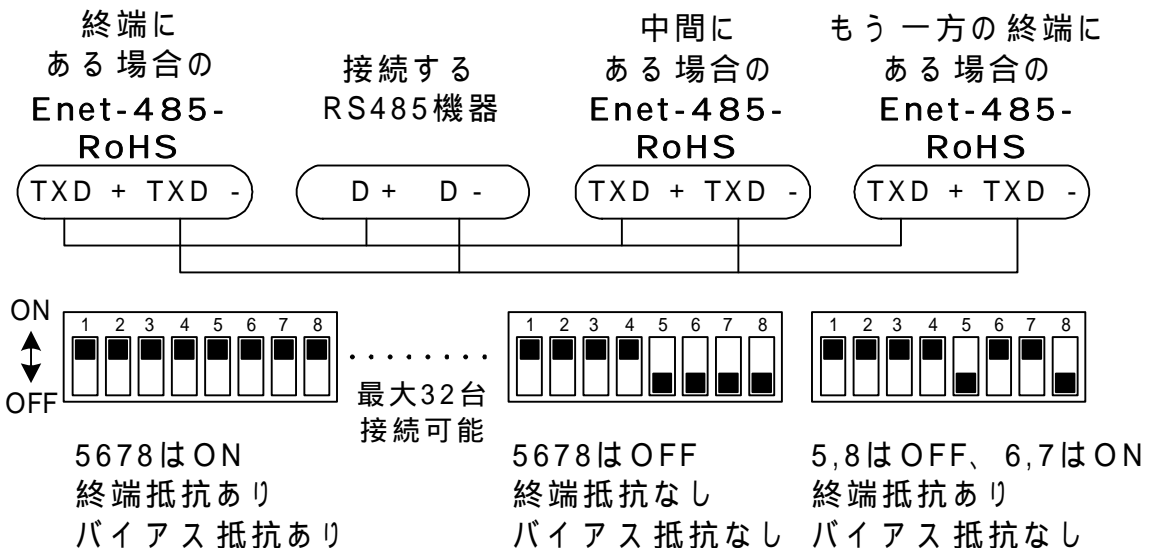 終端に
ある場合の
Enet-485-
RoHS
TXD + TXD -
接続する
RS485機器
D+ D-
中間に
ある場合の
Enet-485-
RoHS
TXD + TXD -
もう一方の終端に
ある場合の
Enet-485-
RoHS
TXD + TXD -
ON
OFF
1 2 3 4 5 6 7 8
........
最大32台
接続可能
1 2 3 4 5 6 7 8
1 2 3 4 5 6 7 8
5678はON
終端抵抗あり
バイアス抵抗あり
5678はOFF
終端抵抗なし
バイアス抵抗なし
5,8はOFF、6,7はON
終端抵抗あり
バイアス抵抗なし